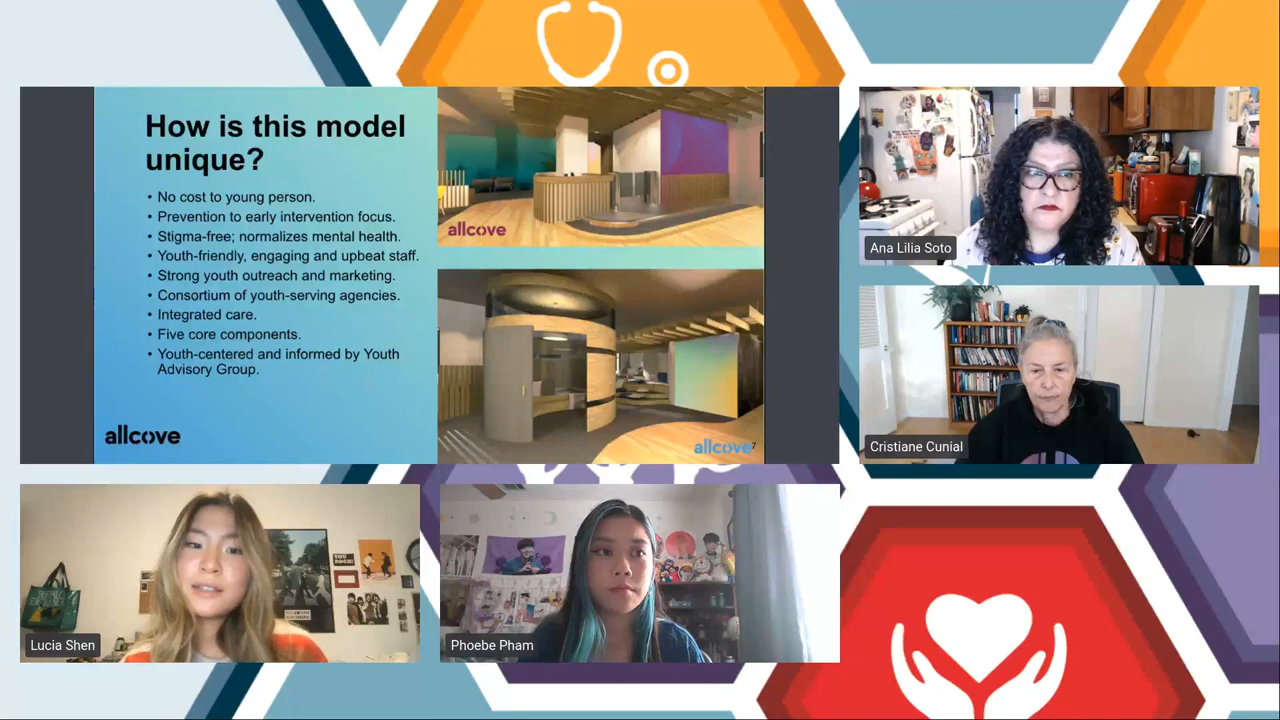 How is this model
unique?
• No cost to young person.
• Prevention to early intervention focus.
• Stigma-free; normalizes mental health.
• Youth-friendly, engaging and upbeat staff.
• Strong youth outreach and marketing.
• Consortium of youth-serving agencies.
• Integrated care.
• Five core components.
• Youth-centered and informed by Youth
Advisory Group.
allcove
allcove
allcove
7
Ana Lilia Soto
Cristiane Cunial
YOU
ROCK!
Lucia Shen
Phoebe Pham